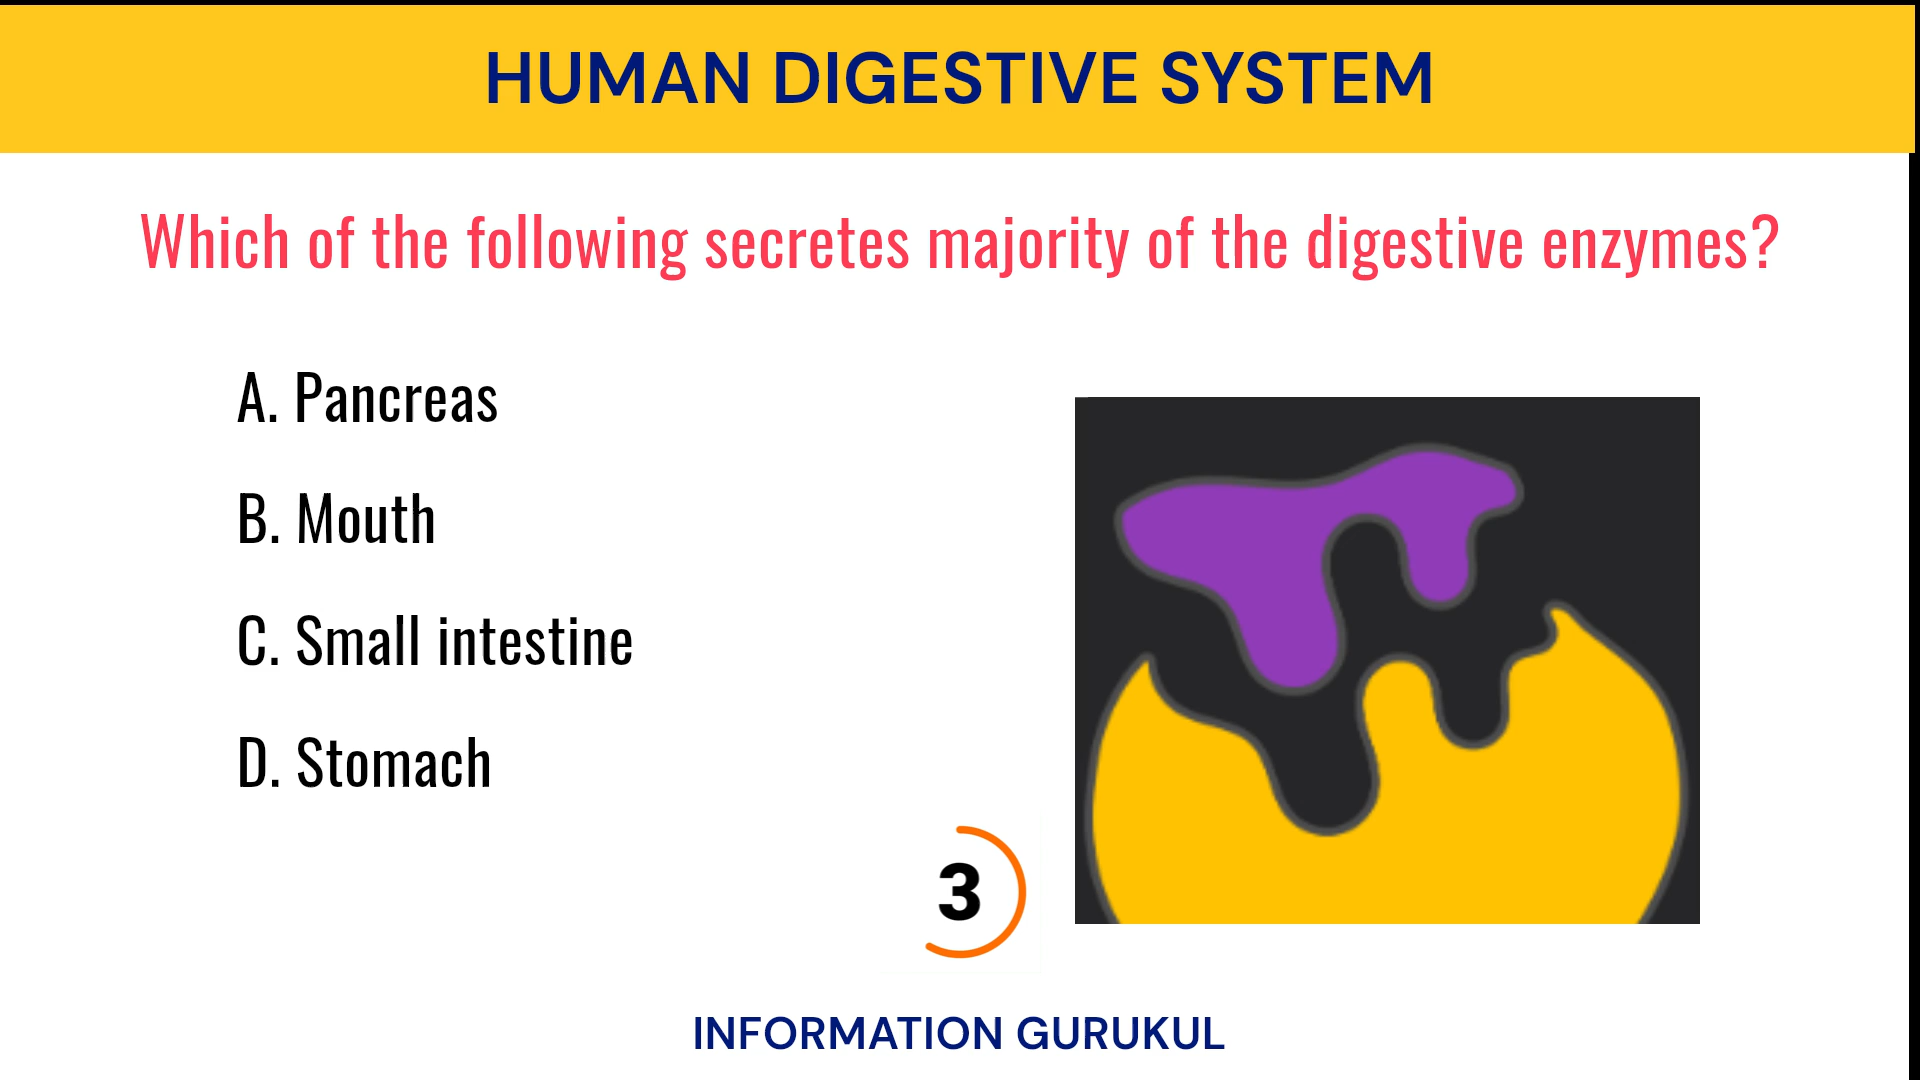 HUMAN DIGESTIVE SYSTEM
Which of the following secretes majority of the digestive enzymes?
A. Pancreas
B. Mouth
C. Small intestine
D. Stomach
3
INFORMATION GURUKUL